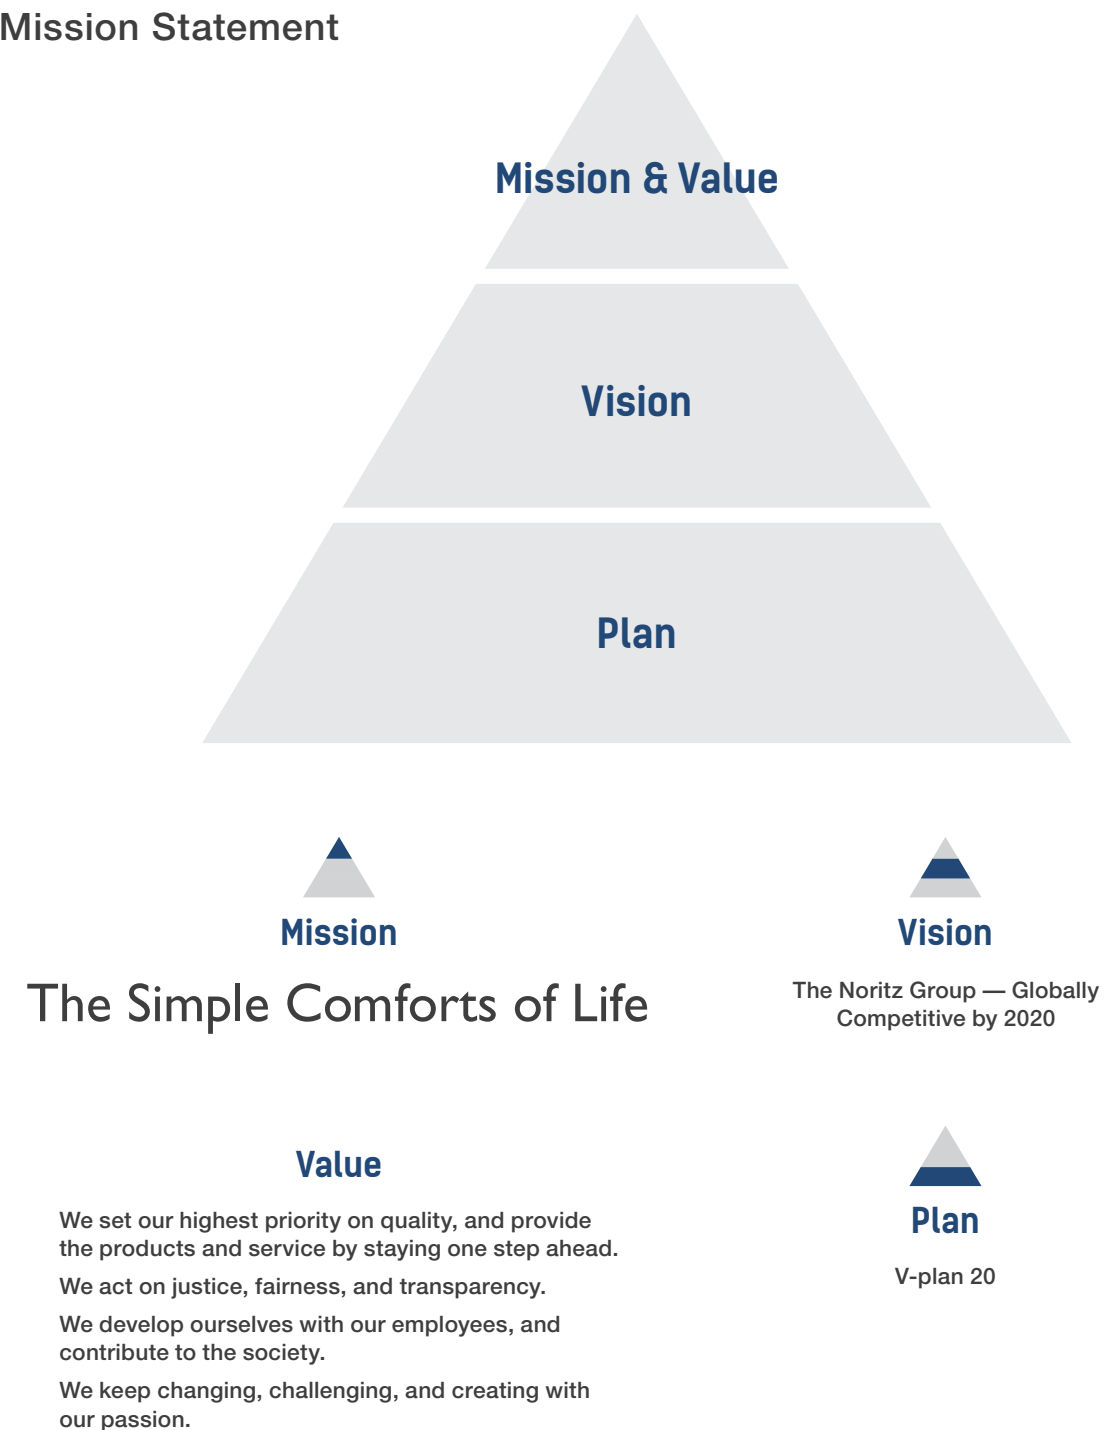 Mission Statement
Mission & Value
Vision
Plan
Mission
The Simple Comforts of Life
Value
We set our highest priority on quality, and provide
the products and service by staying one step ahead.
We act on justice, fairness, and transparency.
We develop ourselves with our employees, and
contribute to the society.
We keep changing, challenging, and creating with
our passion.
Vision
The Noritz Group — Globally
Competitive by 2020
Plan
V-plan 20